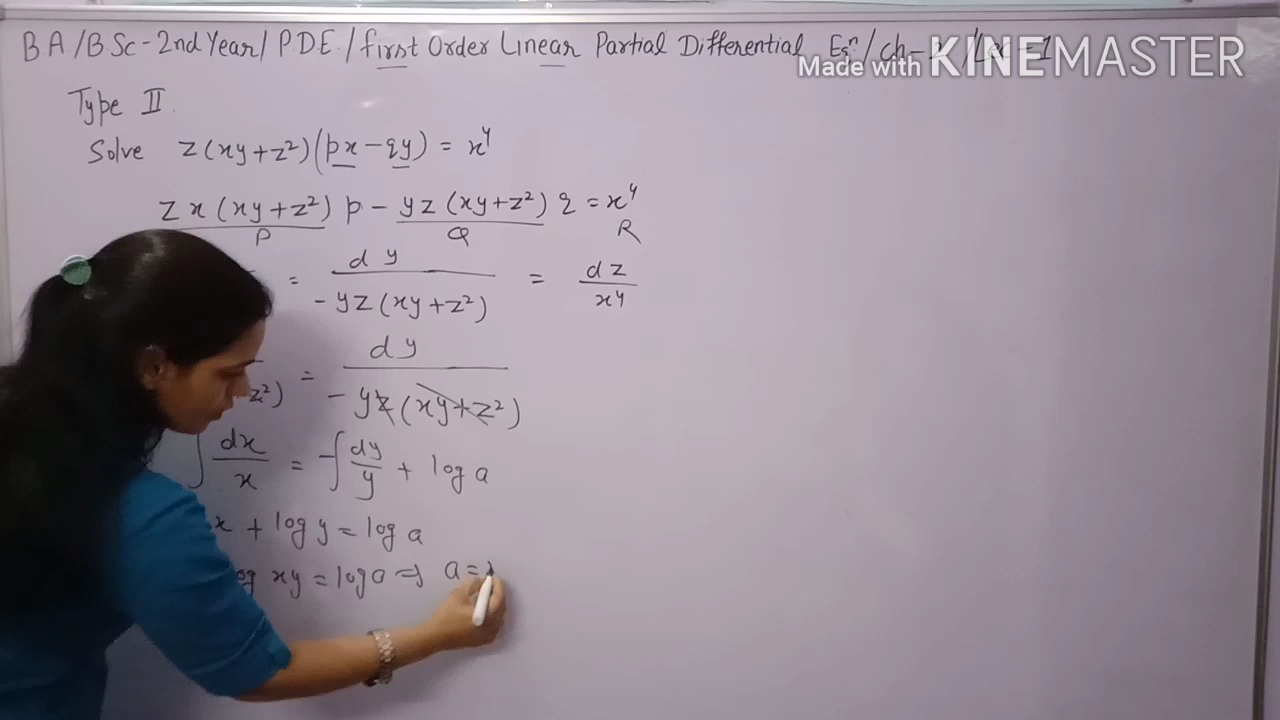 BA/BSc-2nd Year/ P.D.E./ First Order Linear Partial Differential Eqn/ Ch-
Made with KINEMASTER
Type II
Solve z(xy+z²)(px-qy) = x⁴
zx(xy+z²) p - yz(xy+z²) q = x⁴
P Q R
= dy / -yz(xy+z²) = dz / x⁴
z²) = dy / -yz(xy+z²)
∫ dx/x = -∫ dy/y + log a
x + log y = log a
log xy = log a ⇒ a =